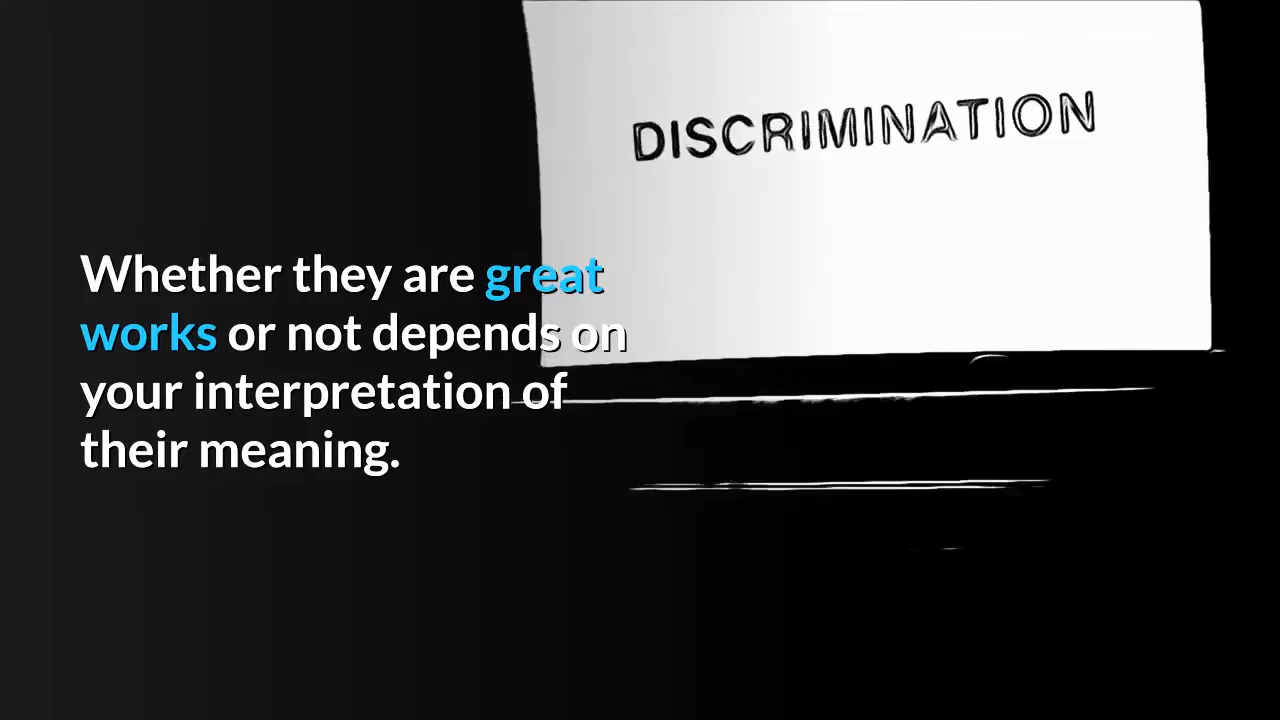 DISCRIMINATION
Whether they are great
works or not depends on
your interpretation of
their meaning.